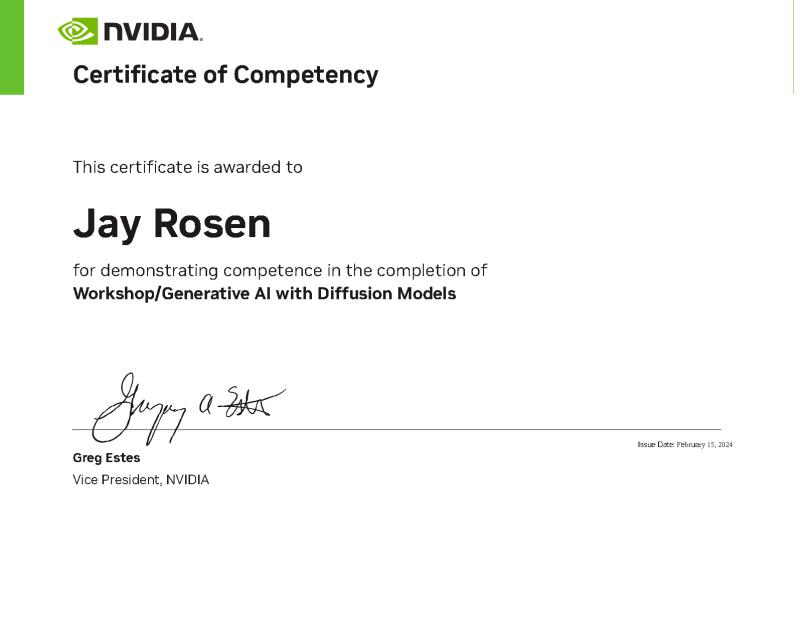 NVIDIA.
Certificate of Competency
This certificate is awarded to
Jay Rosen
for demonstrating competence in the completion of
Workshop/Generative AI with Diffusion Models
Gregory A Estes
Issue Date: February 15, 2024
Greg Estes
Vice President, NVIDIA